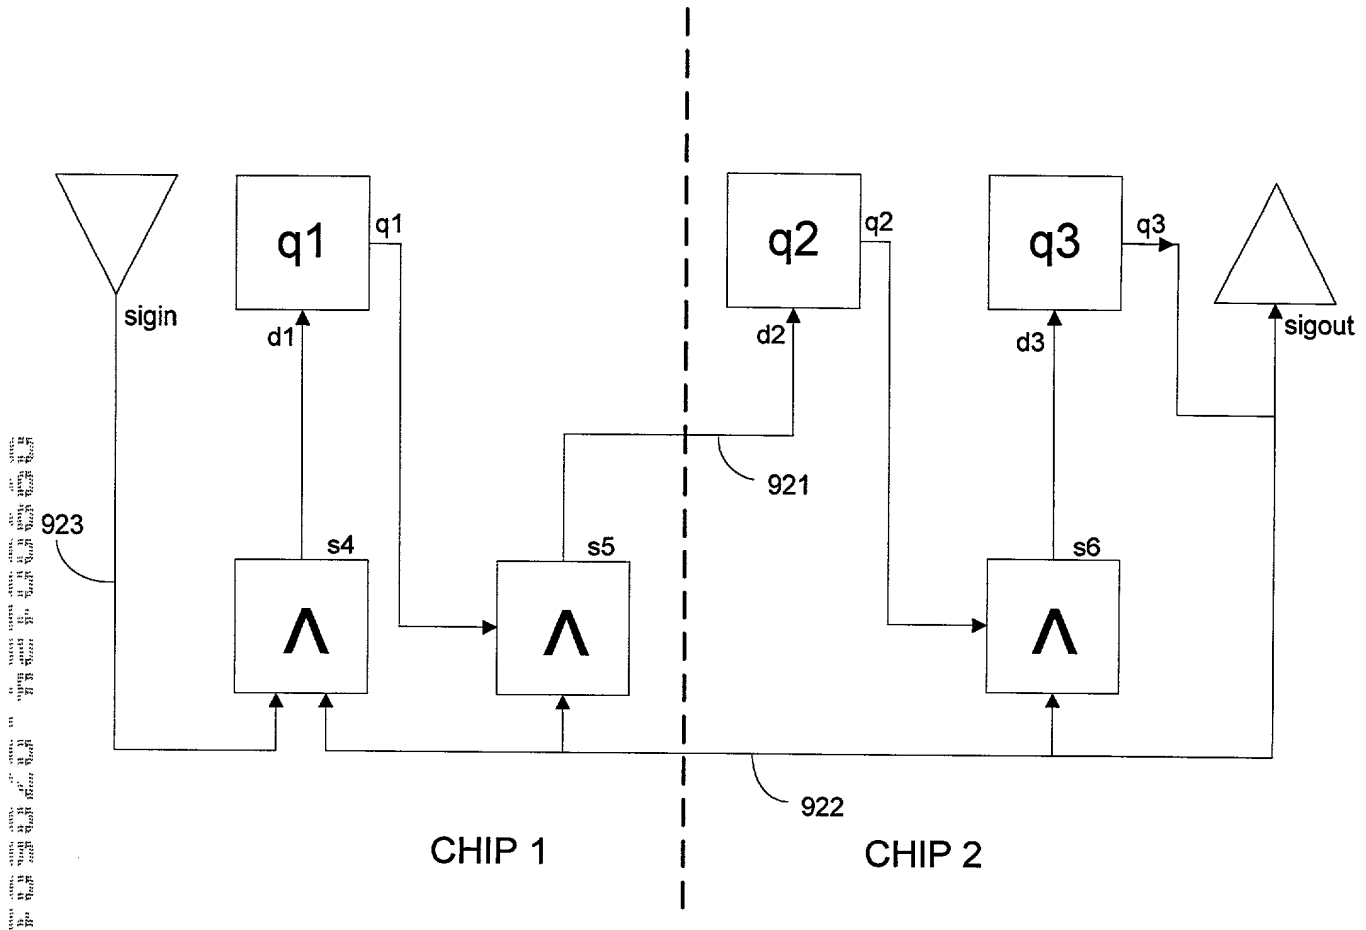 q1
q1
q2
q2
q3
q3
sigin
d1
d2
d3
sigout
921
923
s4
s5
s6
Λ
Λ
Λ
922
CHIP 1
CHIP 2